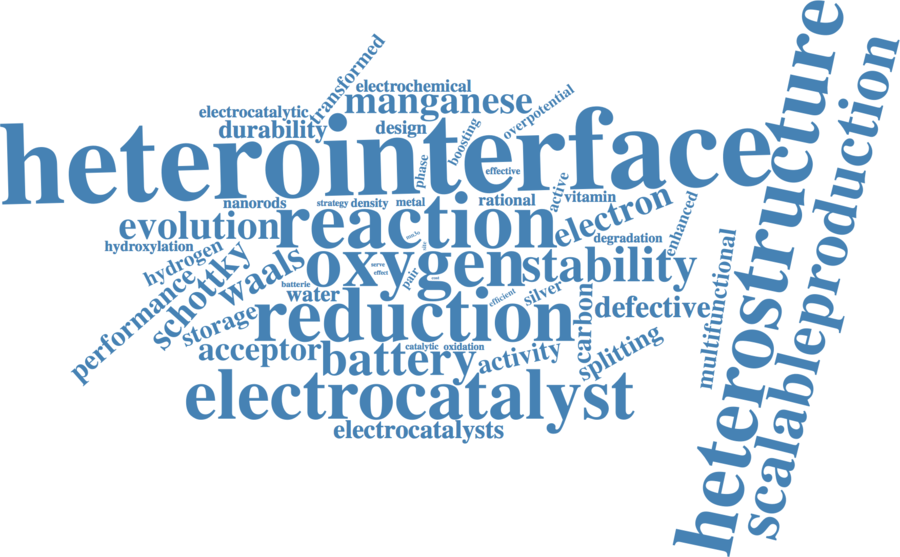 transformed
electrochemical
manganese
overpotential
electrocatalytic
durability
design
boosting
heterointerface
phase
effective
active
vitamin
nanorods
strategy
density
metal
rational
electron
enhanced
evolution
reaction
hydroxylation
degradation
hydrogen
schottky
waals
oxygen
stability
serve
effect
pair
cost
batterie
water
efficient
silver
carbon
defective
multifunctional
performance
storage
reduction
splitting
acceptor
battery
catalytic
oxidation
activity
electrocatalyst
electrocatalysts
heterostructure
scalableproduction